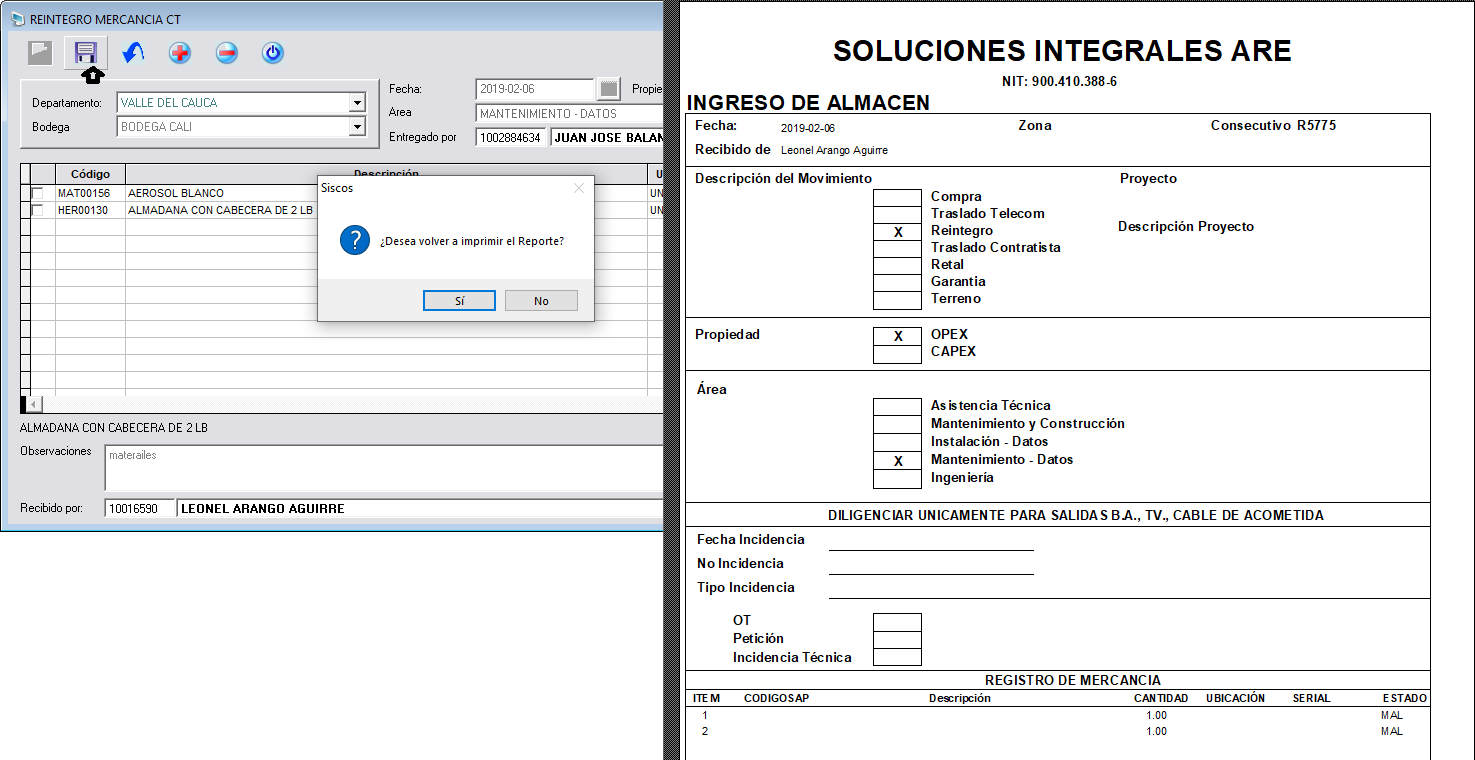 REINTEGRO MERCANCIA CT
Departamento: VALLE DEL CAUCA
Bodega BODEGA CALI
Fecha: 2019-02-06 Propie
Area MANTENIMIENTO - DATOS
Entregado por 1002884634 JUAN JOSE BALAN
Código Descripción U
MAT00156 AEROSOL BLANCO UN
HER00130 ALMADANA CON CABECERA DE 2 LB UN
Siscos
¿Desea volver a imprimir el Reporte?
Sí No
ALMADANA CON CABECERA DE 2 LB
Observaciones materailes
Recibido por: 10016590 LEONEL ARANGO AGUIRRE
SOLUCIONES INTEGRALES ARE
NIT: 900.410.388-6
INGRESO DE ALMACEN
Fecha: 2019-02-06 Zona Consecutivo R5775
Recibido de Leonel Arango Aguirre
Descripción del Movimiento Proyecto
Compra
Traslado Telecom
X Reintegro Descripción Proyecto
Traslado Contratista
Retal
Garantia
Terreno
Propiedad X OPEX
CAPEX
Área
Asistencia Técnica
Mantenimiento y Construcción
Instalación - Datos
X Mantenimiento - Datos
Ingeniería
DILIGENCIAR UNICAMENTE PARA SALIDAS B.A., TV., CABLE DE ACOMETIDA
Fecha Incidencia
No Incidencia
Tipo Incidencia
OT
Petición
Incidencia Técnica
REGISTRO DE MERCANCIA
ITEM CODIGOSAP Descripción CANTIDAD UBICACIÓN SERIAL ESTADO
1 1.00 MAL
2 1.00 MAL